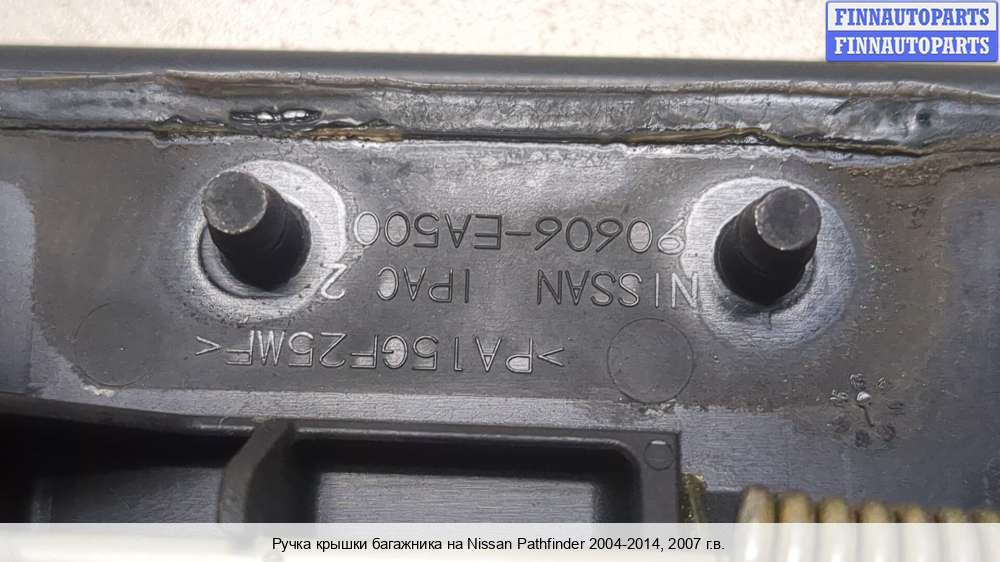 FINNAUTOPARTS
FINNAUTOPARTS
>PA15GF25MF<
NISSAN IPAC 2
90606-EA500
Ручка крышки багажника на Nissan Pathfinder 2004-2014, 2007 г.в.